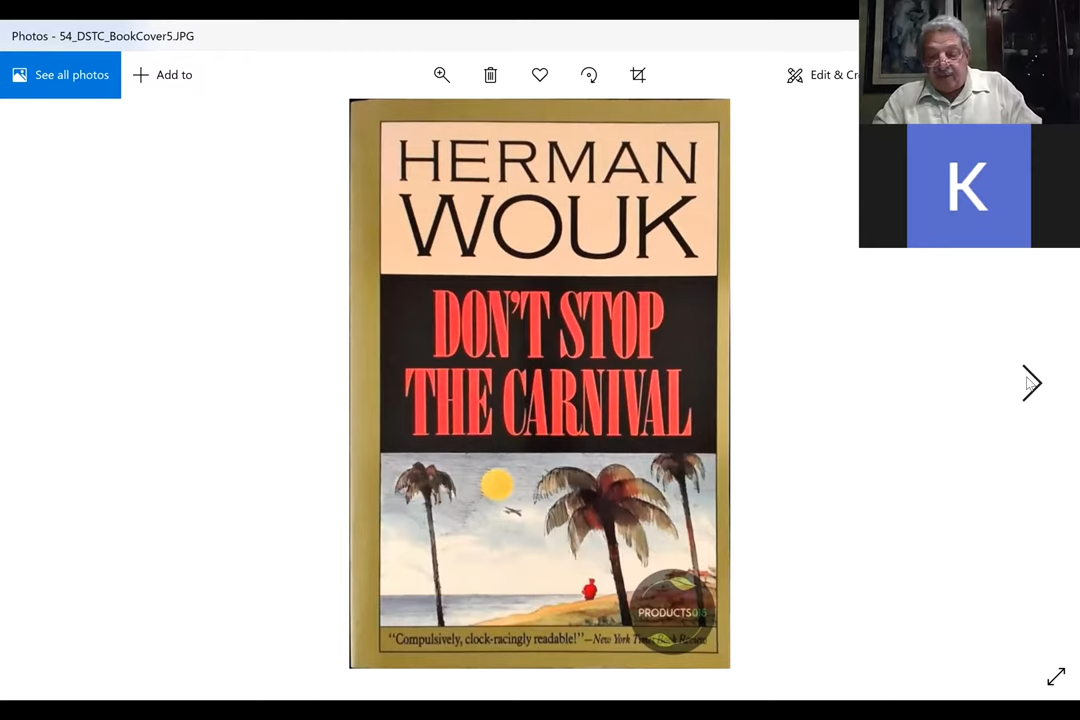 Photos - 54_DSTC_BookCover5.JPG
See all photos
Add to
Edit & Cr
K
HERMAN
WOUK
DON'T STOP
THE CARNIVAL
PRODUCTS
"Compulsively, clock-racingly readable!"—New York Times Book Review